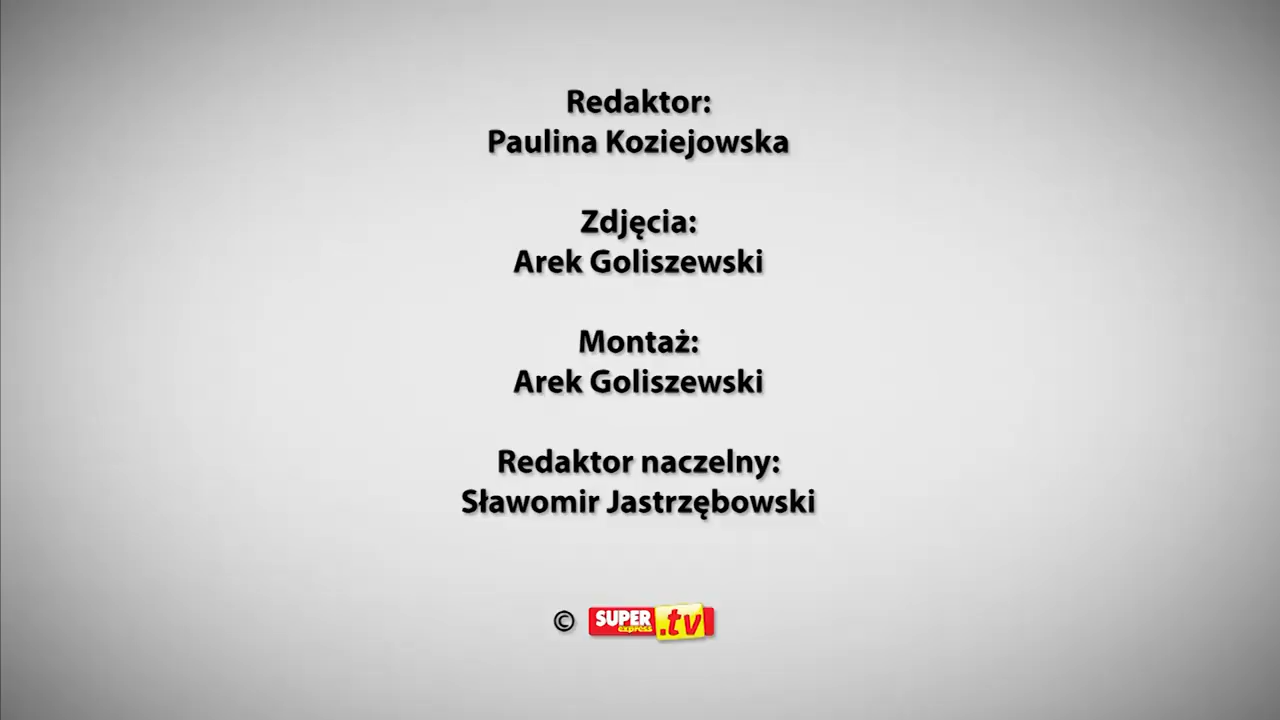 Redaktor:
Paulina Koziejowska
Zdjęcia:
Arek Goliszewski
Montaż:
Arek Goliszewski
Redaktor naczelny:
Sławomir Jastrzębowski
© SUPER express .tv